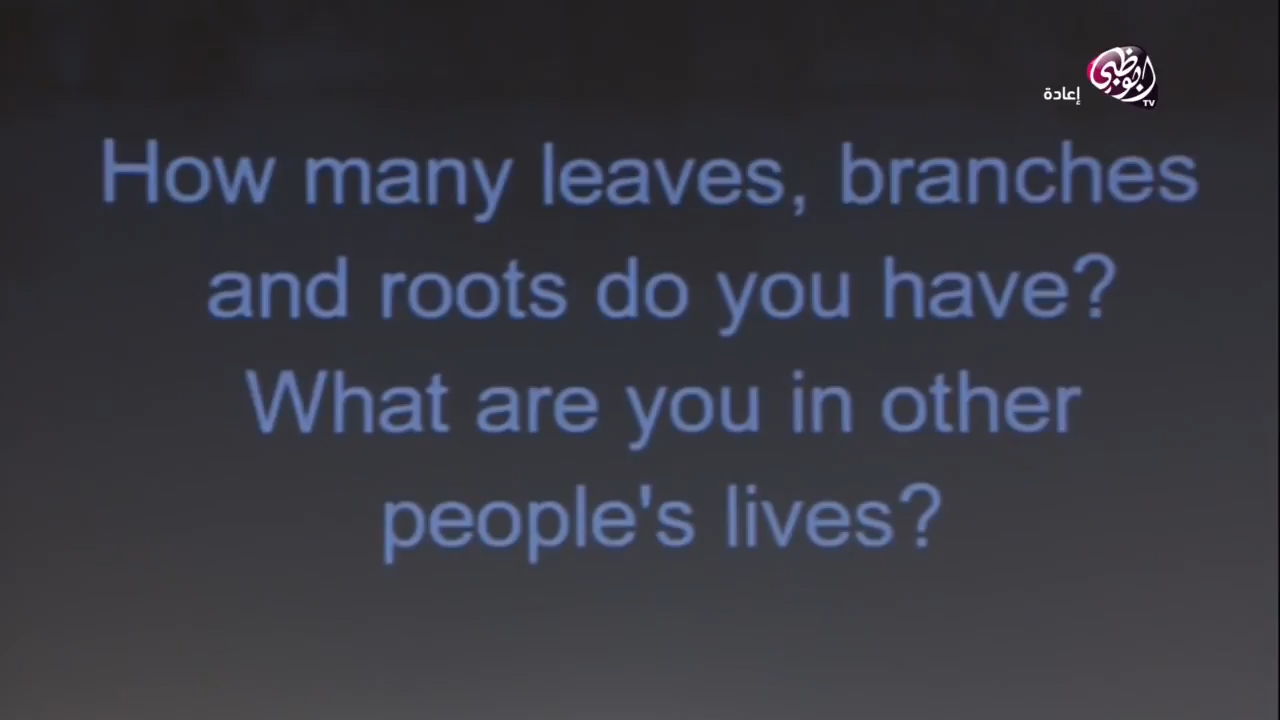 إعادة
أبوظبي
TV
How many leaves, branches
and roots do you have?
What are you in other
people's lives?